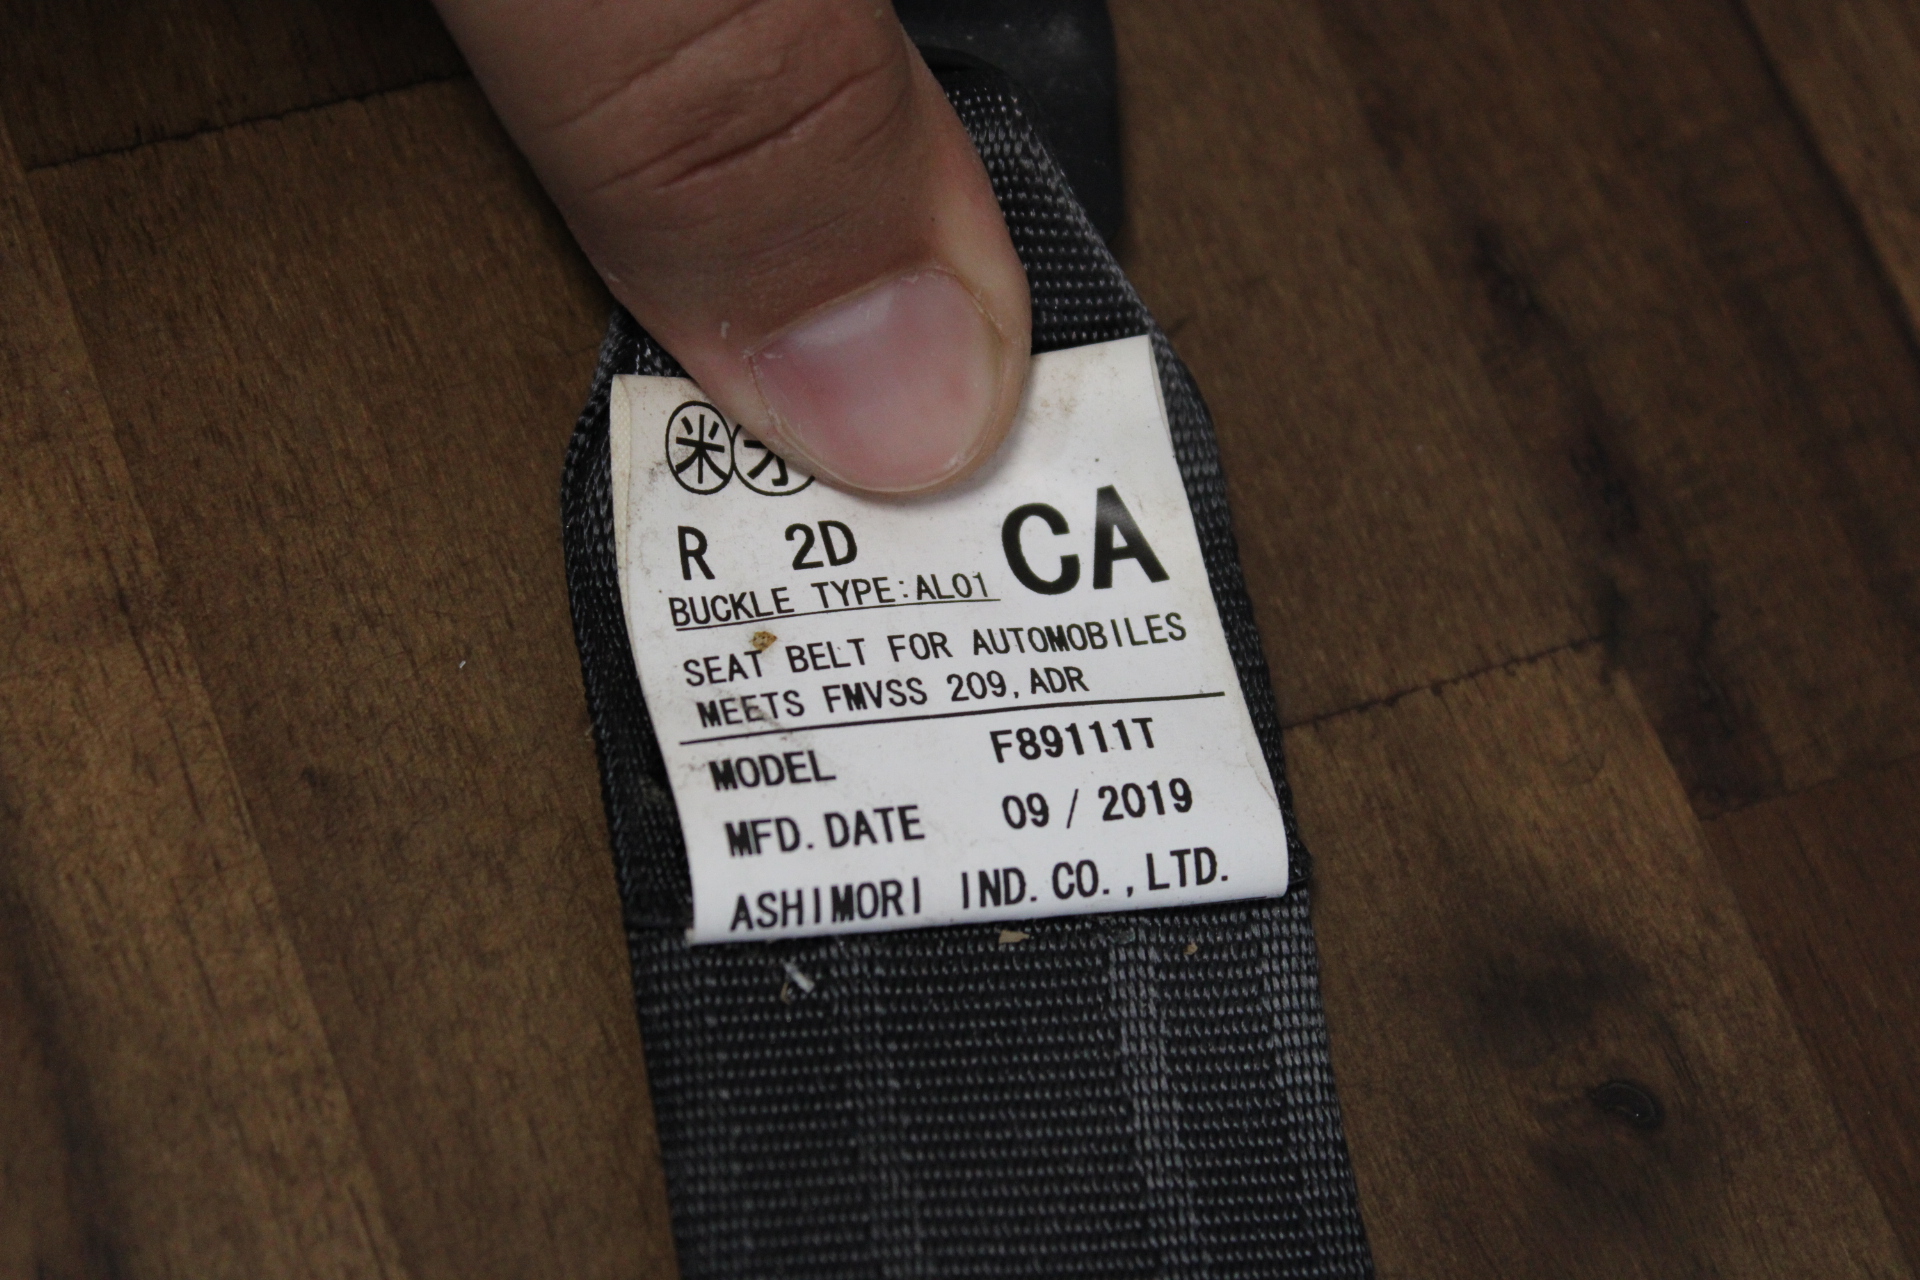 米
R 2D
CA
BUCKLE TYPE:AL01
SEAT BELT FOR AUTOMOBILES
MEETS FMVSS 209, ADR
MODEL F89111T
MFD. DATE 09 / 2019
ASHIMORI IND. CO., LTD.